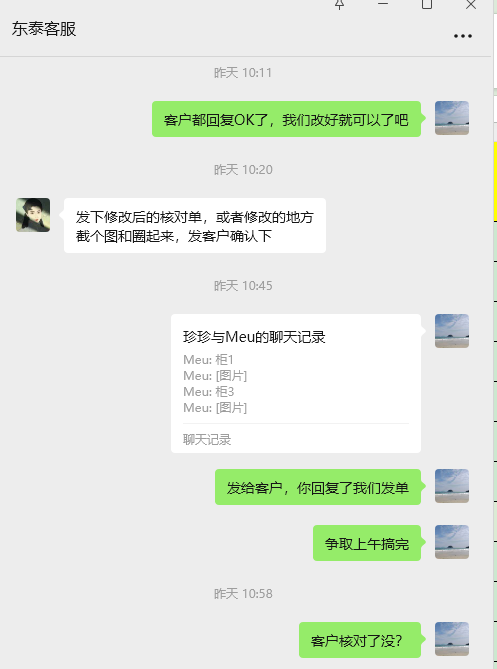 东泰客服
昨天 10:11
客户都回复OK了，我们改好就可以了吧
昨天 10:20
发下修改后的核对单，或者修改的地方
截个图和圈起来，发客户确认下
昨天 10:45
珍珍与Meu的聊天记录
Meu: 柜1
Meu: [图片]
Meu: 柜3
Meu: [图片]
聊天记录
发给客户，你回复了我们发单
争取上午搞完
昨天 10:58
客户核对了没？